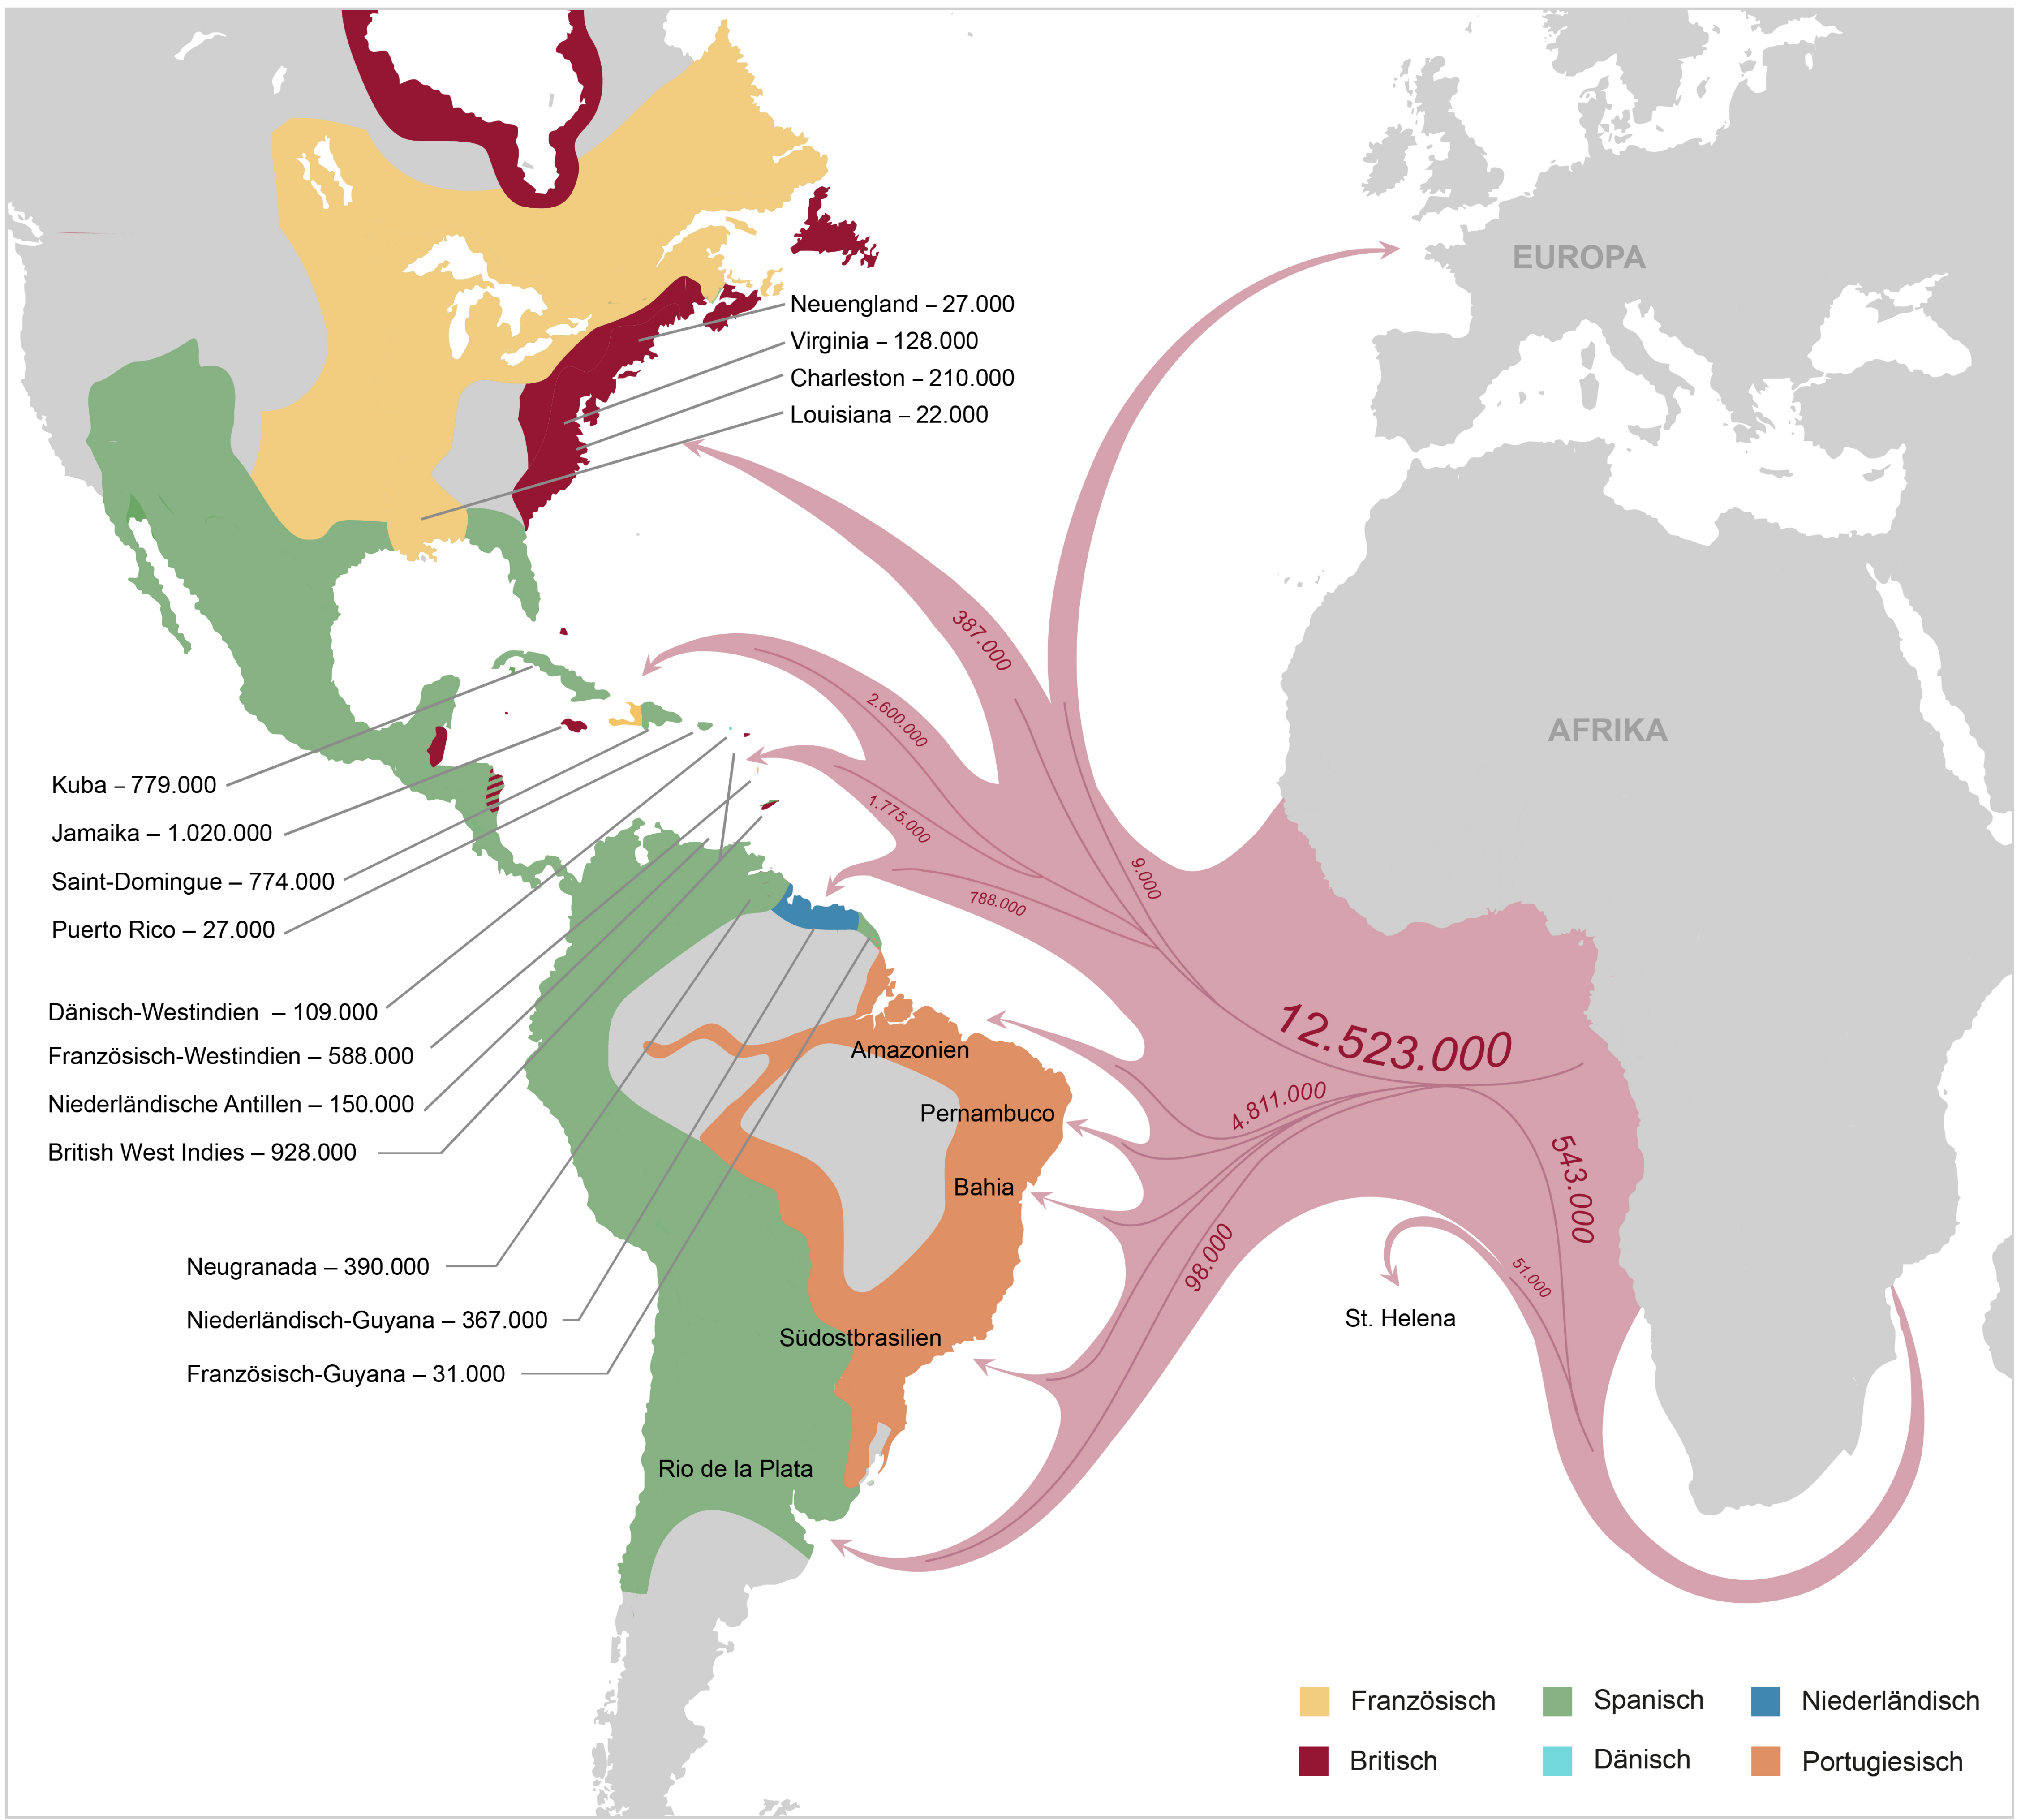 EUROPA
Neuengland – 27.000
Virginia – 128.000
Charleston – 210.000
Louisiana – 22.000
387.000
2.600.000
AFRIKA
Kuba – 779.000
Jamaika – 1.020.000
Saint-Domingue – 774.000
Puerto Rico – 27.000
1.775.000
9.000
788.000
Dänisch-Westindien – 109.000
Französisch-Westindien – 588.000
Niederländische Antillen – 150.000
British West Indies – 928.000
12.523.000
Amazonien
Pernambuco
Bahia
4.811.000
543.000
98.000
51.000
Neugranada – 390.000
Niederländisch-Guyana – 367.000
Französisch-Guyana – 31.000
St. Helena
Südostbrasilien
Rio de la Plata
Französisch
Spanisch
Niederländisch
Britisch
Dänisch
Portugiesisch